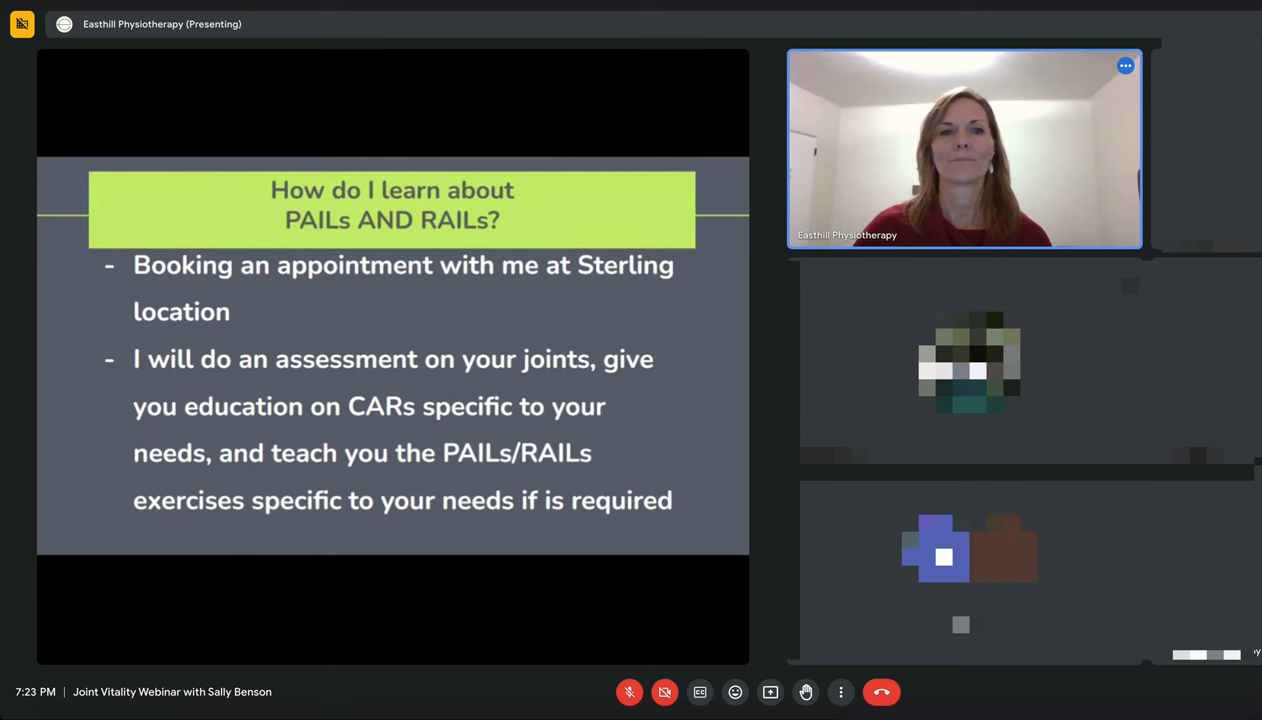 Easthill Physiotherapy (Presenting)
How do I learn about
PAILs AND RAILs?
- Booking an appointment with me at Sterling
location
- I will do an assessment on your joints, give
you education on CARs specific to your
needs, and teach you the PAILs/RAILs
exercises specific to your needs if is required
Easthill Physiotherapy
7:23 PM | Joint Vitality Webinar with Sally Benson
CC